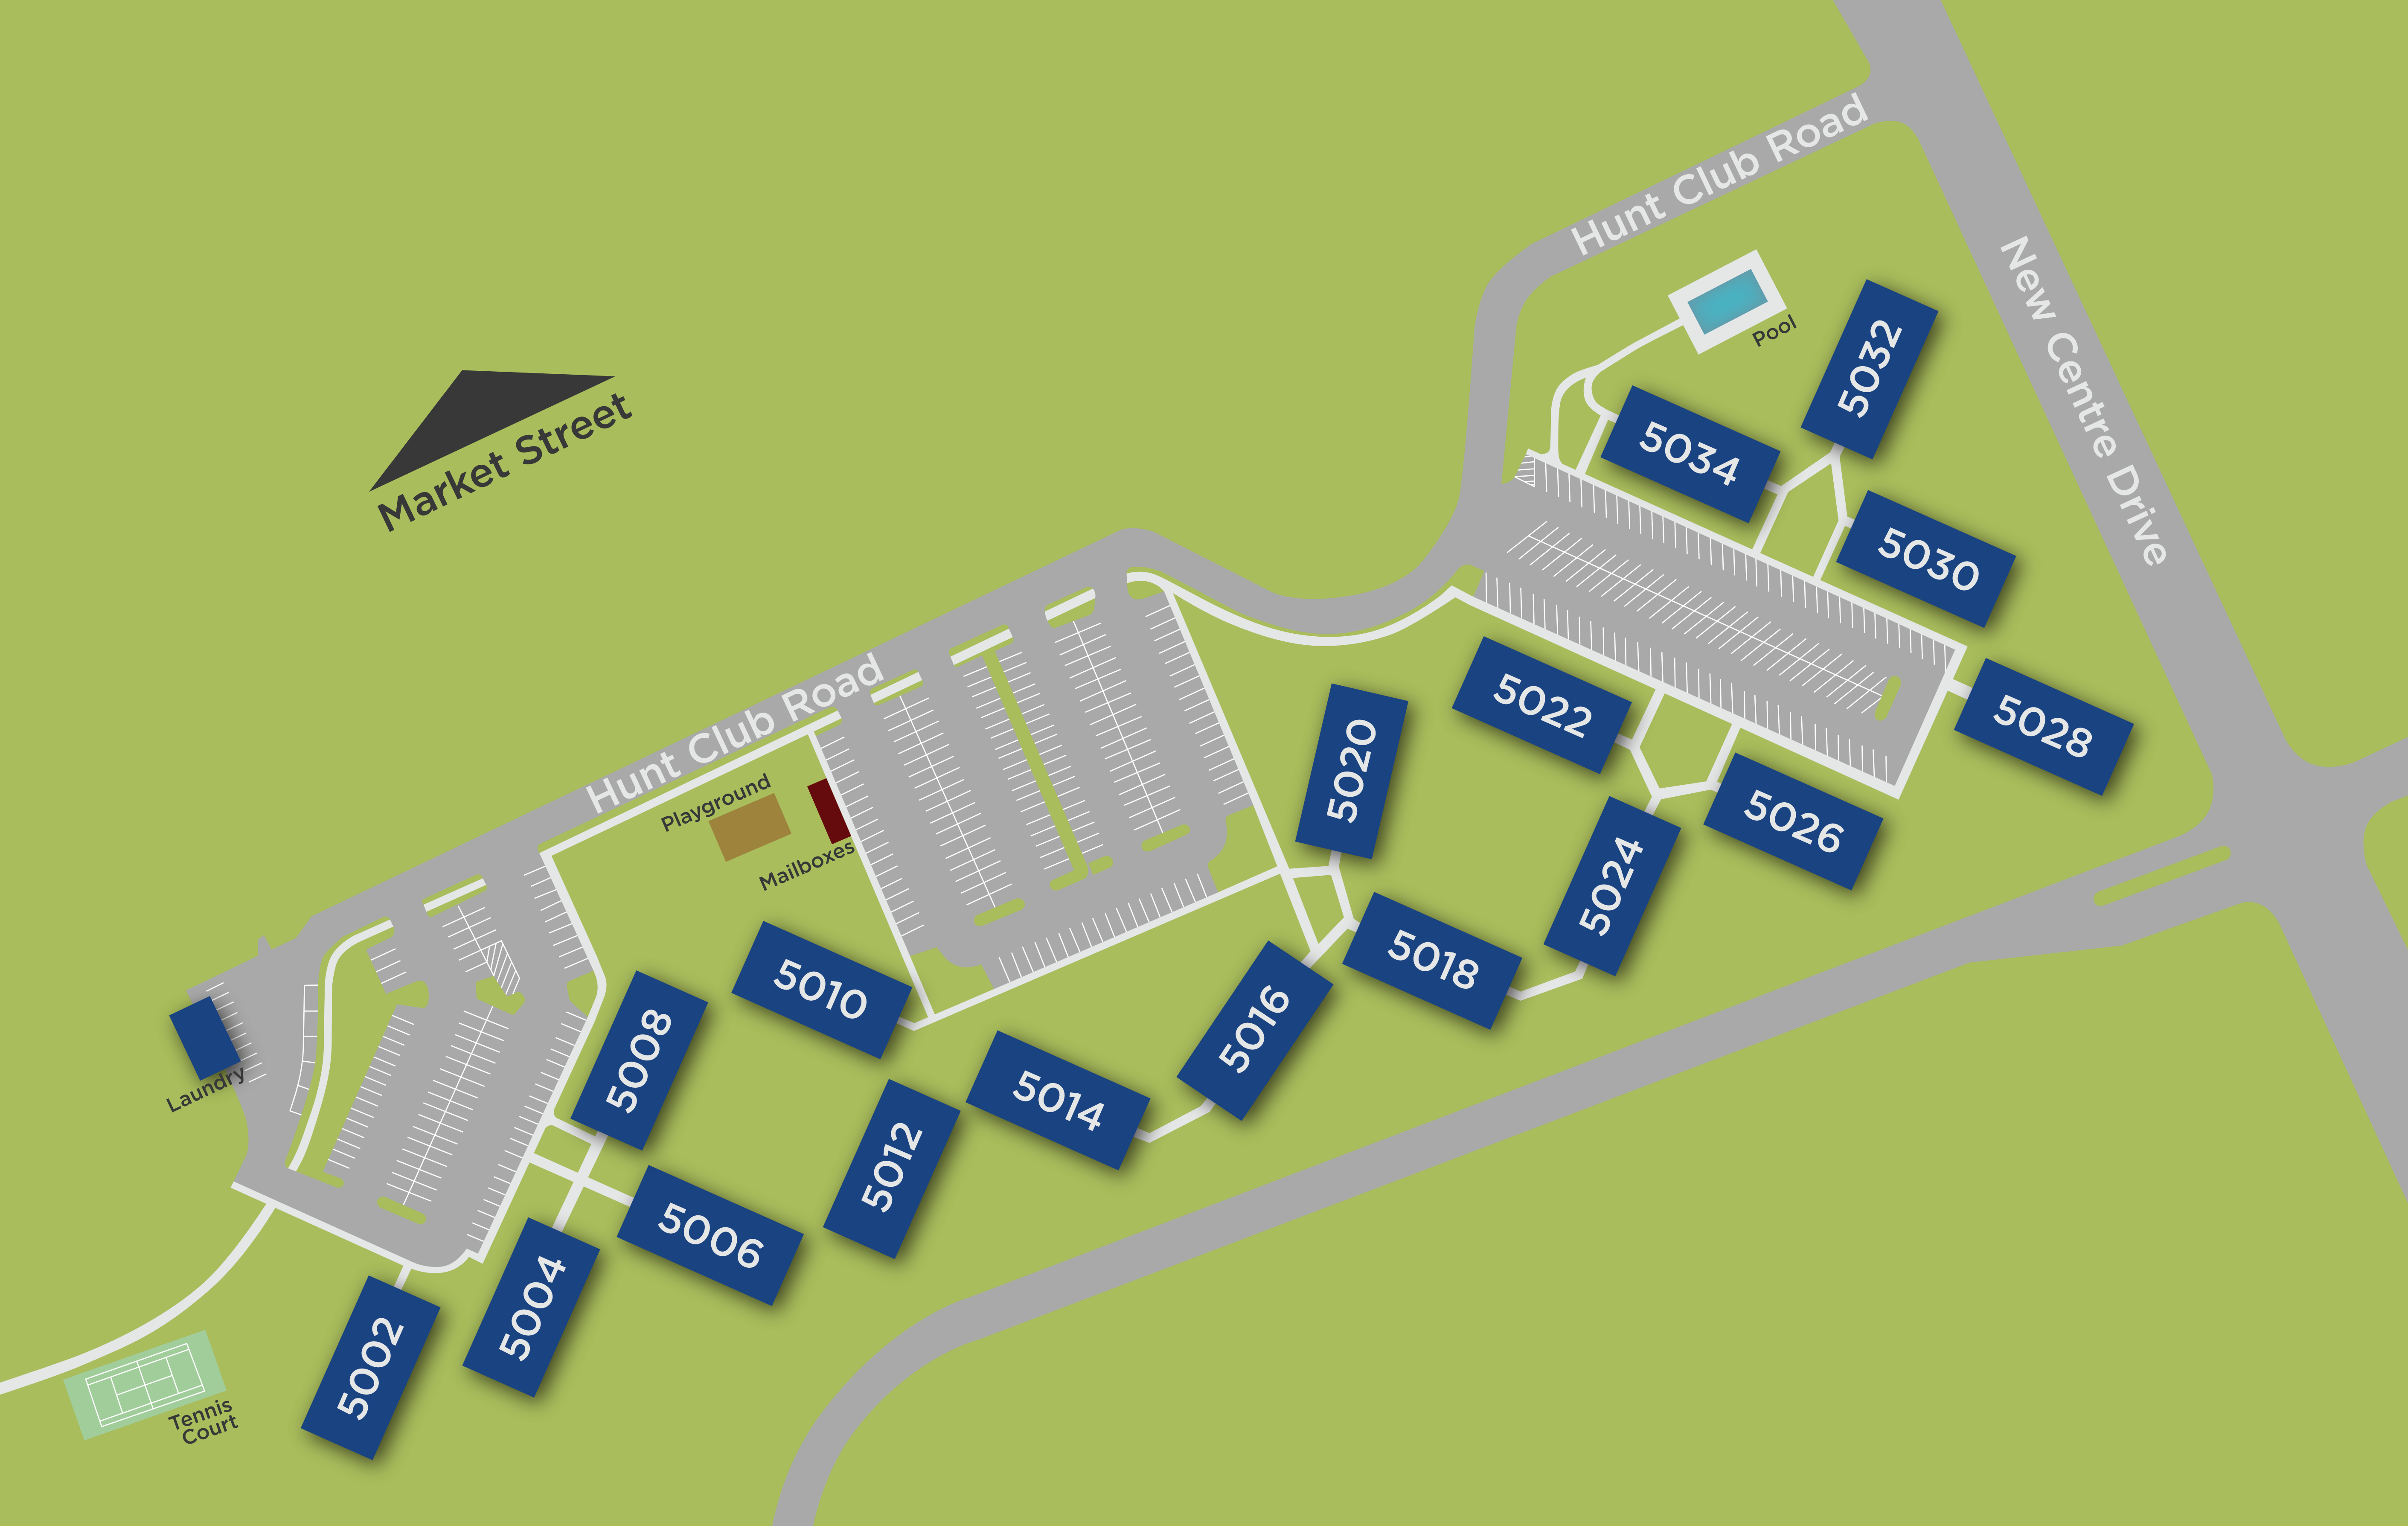 Hunt Club Road
New Centre Drive
Pool
5032
5034
5030
Market Street
5028
5022
5020
5026
5024
Hunt Club Road
Playground
Mailboxes
5018
5010
5016
5008
5014
Laundry
5012
5006
5004
5002
Tennis
Court